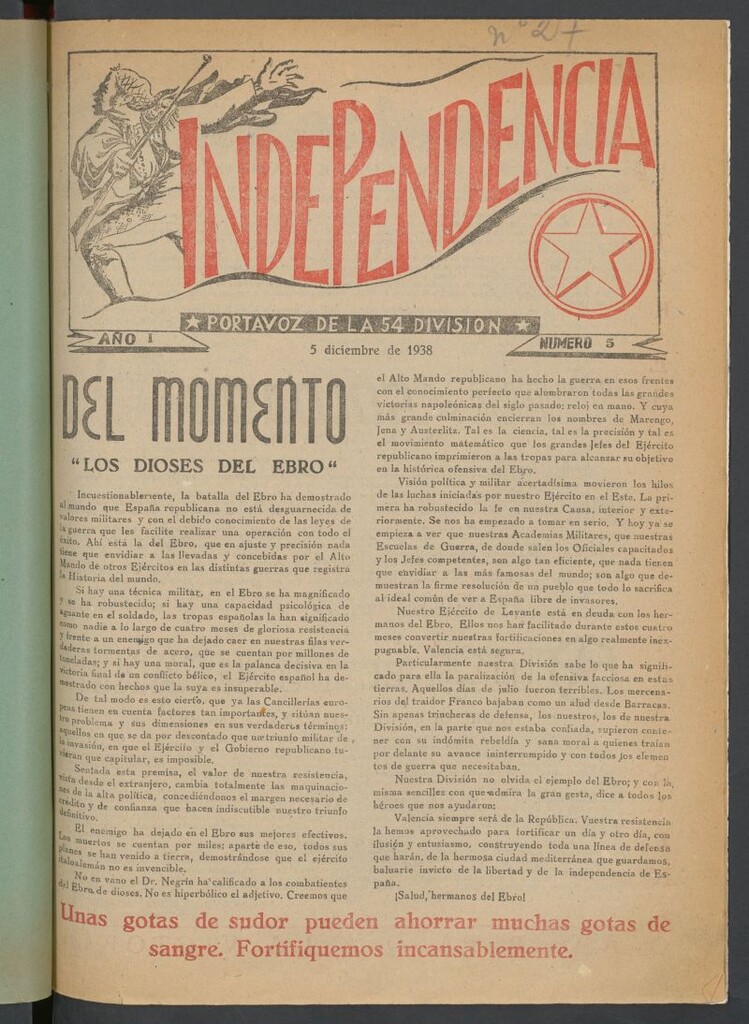 nº 27
INDEPENDENCIA
★ PORTAVOZ DE LA 54 DIVISION ★
AÑO I
5 diciembre de 1938
NUMERO 5
DEL MOMENTO
"LOS DIOSES DEL EBRO"
Incuestionablemente, la batalla del Ebro ha demostrado
al mundo que España republicana no está desguarnecida de
valores militares y con el debido conocimiento de las leyes de
la guerra que les facilite realizar una operación con todo el
éxito. Ahí está la del Ebro, que en ajuste y precisión nada
tiene que envidiar a las llevadas y concebidas por el Alto
Mando de otros Ejércitos en las distintas guerras que registra
la Historia del mundo.
Si hay una técnica militar, en el Ebro se ha magnificado
y se ha robustecido; si hay una capacidad psicológica de
aguante en el soldado, las tropas españolas la han significado
como nadie a lo largo de cuatro meses de gloriosa resistencia
y frente a un enemigo que ha dejado caer en nuestras filas ver-
daderas tormentas de acero, que se cuentan por millones de
toneladas; y si hay una moral, que es la palanca decisiva en la
victoria final de un conflicto bélico, el Ejército español ha de-
mostrado con hechos que la suya es insuperable.
De tal modo es esto cierto, que ya las Cancillerías euro-
peas tienen en cuenta factores tan importantes, y sitúan nues-
tro problema y sus dimensiones en sus verdaderos términos:
aquellos en que se da por descontado que un triunfo militar de
la invasión, en que el Ejército y el Gobierno republicano tu-
vieran que capitular, es imposible.
Sentada esta premisa, el valor de nuestra resistencia,
vista desde el extranjero, cambia totalmente las maquinacio-
nes de la alta política, concediéndonos el margen necesario de
crédito y de confianza que hacen indiscutible nuestro triunfo
definitivo.
El enemigo ha dejado en el Ebro sus mejores efectivos.
Los muertos se cuentan por miles; aparte de eso, todos sus
planes se han venido a tierra, demostrándose que el ejército
italoalemán no es invencible.
No en vano el Dr. Negrín ha calificado a los combatientes
del Ebro de dioses. No es hiperbólico el adjetivo. Creemos que
el Alto Mando republicano ha hecho la guerra en esos frentes
con el conocimiento perfecto que alumbraron todas las grandes
victorias napoleónicas del siglo pasado: reloj en mano. Y cuya
más grande culminación encierran los nombres de Marengo,
Jena y Austerlitz. Tal es la ciencia, tal es la precisión y tal es
el movimiento matemático que los grandes Jefes del Ejército
republicano imprimieron a las tropas para alcanzar su objetivo
en la histórica ofensiva del Ebro.
Visión política y militar acertadísima movieron los hilos
de las luchas iniciadas por nuestro Ejército en el Este. La pri-
mera ha robustecido la fe en nuestra Causa, interior y exte-
riormente. Se nos ha empezado a tomar en serio. Y hoy ya se
empieza a ver que nuestras Academias Militares, que nuestras
Escuelas de Guerra, de donde salen los Oficiales capacitados
y los Jefes competentes, son algo tan eficiente, que nada tienen
que envidiar a las más famosas del mundo; son algo que de-
muestran la firme resolución de un pueblo que todo lo sacrifica
al ideal común de ver a España libre de invasores.
Nuestro Ejército de Levante está en deuda con los her-
manos del Ebro. Ellos nos han facilitado durante estos cuatro
meses convertir nuestras fortificaciones en algo realmente inex-
pugnable. Valencia está segura.
Particularmente nuestra División sabe lo que ha signifi-
cado para ella la paralización de la ofensiva facciosa en estas
tierras. Aquellos días de julio fueron terribles. Los mercena-
rios del traidor Franco bajaban como un alud desde Barracas.
Sin apenas trincheras de defensa, los nuestros, los de nuestra
División, en la parte que nos estaba confiada, supieron conte-
ner con su indómita rebeldía y sana moral a quienes traían
por delante su avance ininterrumpido y con todos los elemen-
tos de guerra que necesitaban.
Nuestra División no olvida el ejemplo del Ebro; y con la
misma sencillez con que admira la gran gesta, dice a todos los
héroes que nos ayudaron:
Valencia siempre será de la República. Vuestra resistencia
la hemos aprovechado para fortificar un día y otro día, con
ilusión y entusiasmo, construyendo toda una línea de defensa
que harán, de la hermosa ciudad mediterránea que guardamos,
baluarte invicto de la libertad y de la independencia de Es-
paña.
¡Salud, hermanos del Ebro!
Unas gotas de sudor pueden ahorrar muchas gotas de
sangre. Fortifiquemos incansablemente.